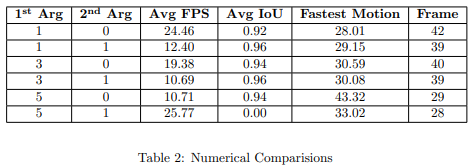 1st Arg 2nd Arg Avg FPS Avg IoU Fastest Motion Frame
1 0 24.46 0.92 28.01 42
1 1 12.40 0.96 29.15 39
3 0 19.38 0.94 30.59 40
3 1 10.69 0.96 30.08 39
5 0 10.71 0.94 43.32 29
5 1 25.77 0.00 33.02 28
Table 2: Numerical Comparisions